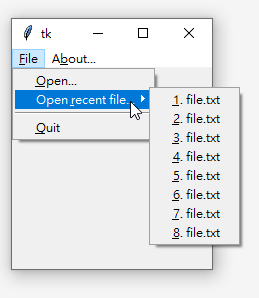 tk
File About...
Open...
Open recent file...
Quit
1. file.txt
2. file.txt
3. file.txt
4. file.txt
5. file.txt
6. file.txt
7. file.txt
8. file.txt